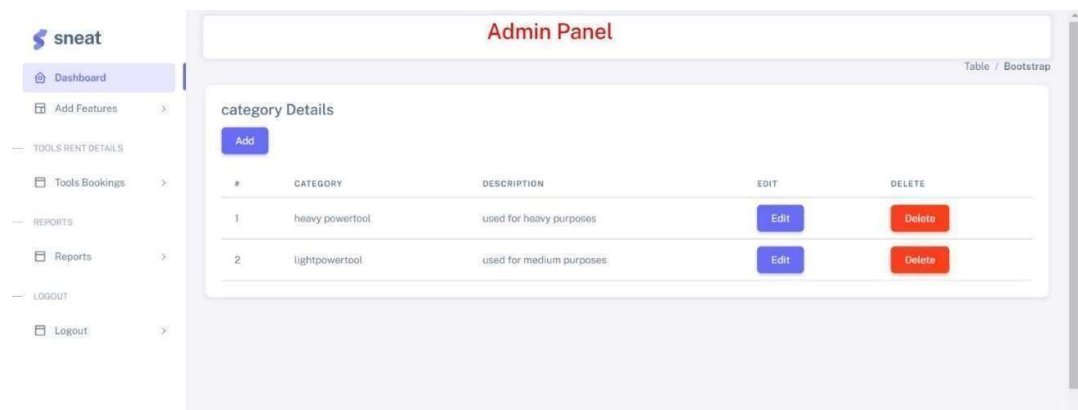 sneat
Dashboard
Add Features
TOOLS RENT DETAILS
Tools Bookings
REPORTS
Reports
LOGOUT
Logout
Admin Panel
Table / Bootstrap
category Details
Add
# CATEGORY DESCRIPTION EDIT DELETE
1 heavy powertool used for heavy purposes Edit Delete
2 lightpowertool used for medium purposes Edit Delete